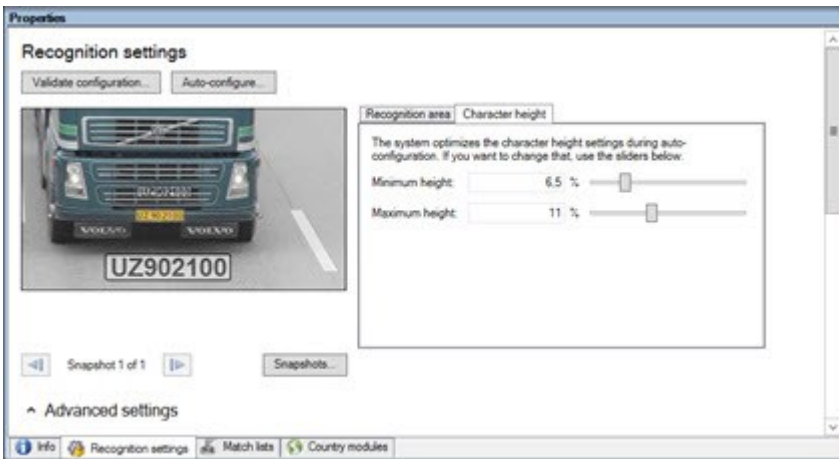 Properties
Recognition settings
Validate configuration...
Auto-configure...
Recognition area
Character height
The system optimizes the character height settings during auto-
configuration. If you want to change that, use the sliders below.
Minimum height: 6,5 %
Maximum height: 11 %
UZ 902100
VOLVO VOLVO
UZ902100
Snapshot 1 of 1
Snapshots...
Advanced settings
Info
Recognition settings
Match lists
Country modules